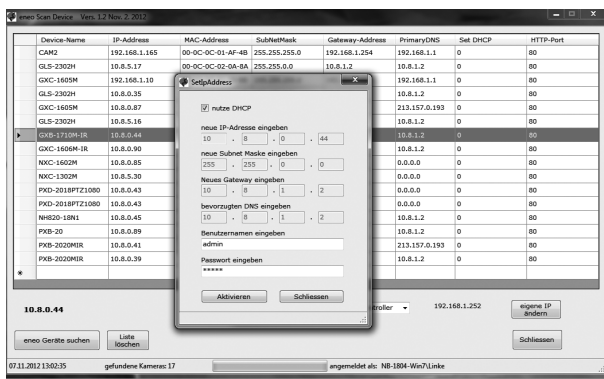 eneo Scan Device   Vers. 1.2 Nov. 2. 2012
Device-Name IP-Address MAC-Address SubNetMask Gateway-Address PrimaryDNS Set DHCP HTTP-Port
CAM2 192.168.1.165 00-0C-0C-01-AF-4B 255.255.255.0 192.168.1.254 192.168.1.1 0 80
GLS-2302H 10.8.5.17 00-0C-0C-02-0A-8A 255.255.0.0 10.8.1.2 10.8.1.2 0 80
GXC-1605M 192.168.1.10 192.168.1.1 0 80
GLS-2302H 10.8.0.35 10.8.1.2 0 80
GXC-1605M 10.8.0.87 213.157.0.193 0 80
GLS-2302H 10.8.5.16 10.8.1.2 0 80
GXB-1710M-IR 10.8.0.44 10.8.1.2 0 80
GXC-1606M-IR 10.8.0.90 10.8.1.2 0 80
NXC-1602M 10.8.0.85 0.0.0.0 0 80
NXC-1302M 10.8.5.30 0.0.0.0 0 80
PXD-2018PTZ1080 10.8.0.43 0.0.0.0 0 80
PXD-2018PTZ1080 10.8.0.43 0.0.0.0 0 80
NH820-18N1 10.8.0.45 10.8.1.2 0 80
PXB-20 10.8.0.89 10.8.1.2 0 80
PXB-2020MIR 10.8.0.41 213.157.0.193 0 80
PXB-2020MIR 10.8.0.39 10.8.1.2 0 80
SetIpAddress
nutze DHCP
neue IP-Adresse eingeben
10 . 8 . 0 . 44
neue Subnet Maske eingeben
255 . 255 . 0 . 0
Neues Gateway eingeben
10 . 8 . 1 . 2
bevorzugten DNS eingeben
10 . 8 . 1 . 2
Benutzernamen eingeben
admin
Passwort eingeben
*****
Aktivieren Schliessen
10.8.0.44 troller 192.168.1.252 eigene IP
ändern
eneo Geräte suchen Liste
löschen Schliessen
07.11.2012 13:02:35 gefundene Kameras: 17 angemeldet als: NB-1804-Win7\Linke